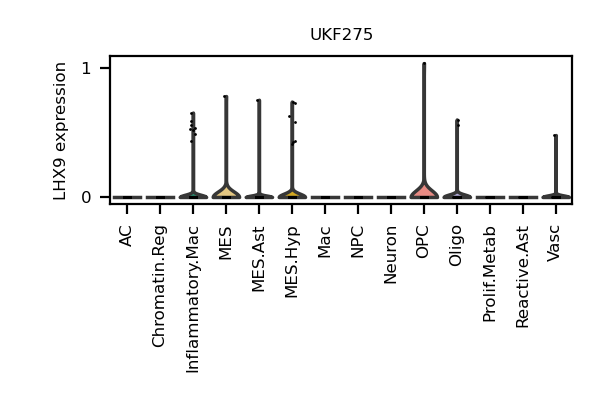 UKF275
LHX9 expression
1
0
AC
Chromatin.Reg
Inflammatory.Mac
MES
MES.Ast
MES.Hyp
Mac
NPC
Neuron
OPC
Oligo
Prolif.Metab
Reactive.Ast
Vasc